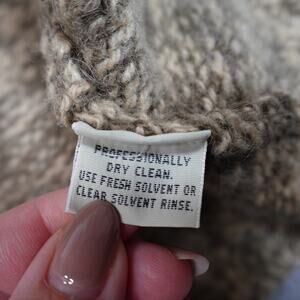 PROFESSIONALLY
DRY CLEAN.
USE FRESH SOLVENT OR
CLEAR SOLVENT RINSE.